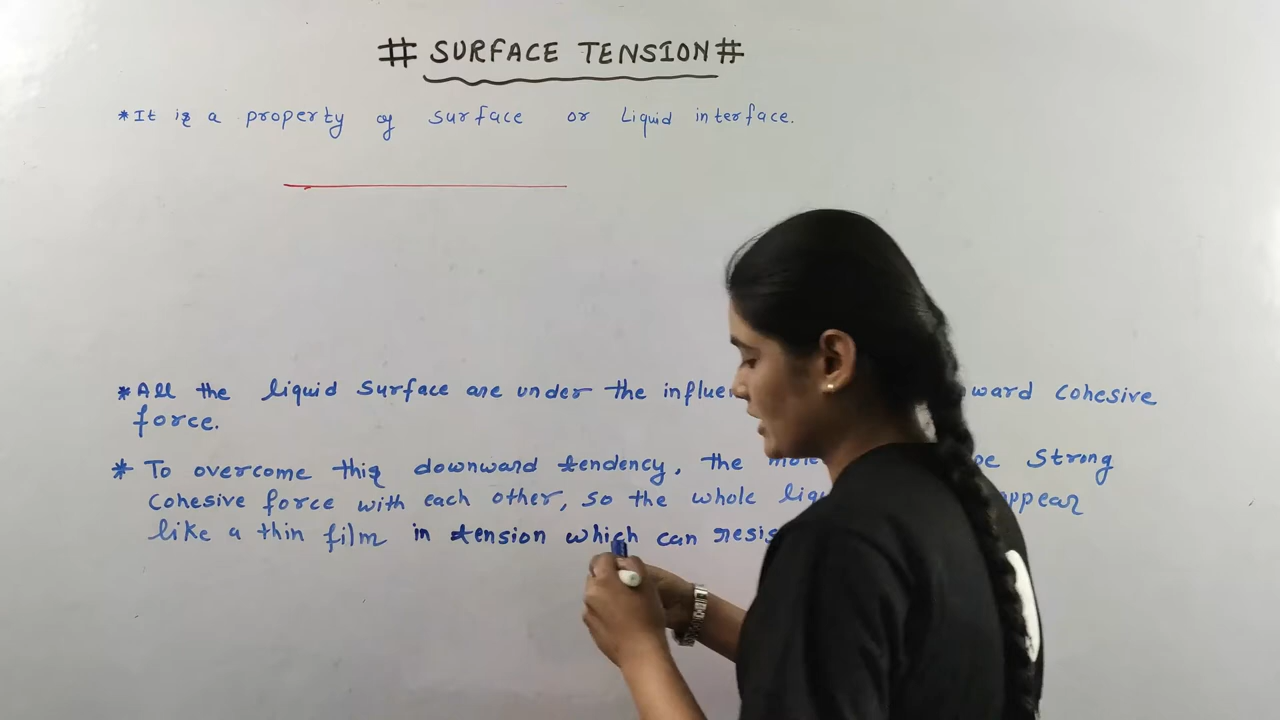 # SURFACE TENSION #
* It is a property of surface or Liquid interface.
* All the liquid surface are under the ward cohesive
force.
* To overcome this downward tendency, the strong
cohesive force with each other, so the whole appear
like a thin film in tension which can